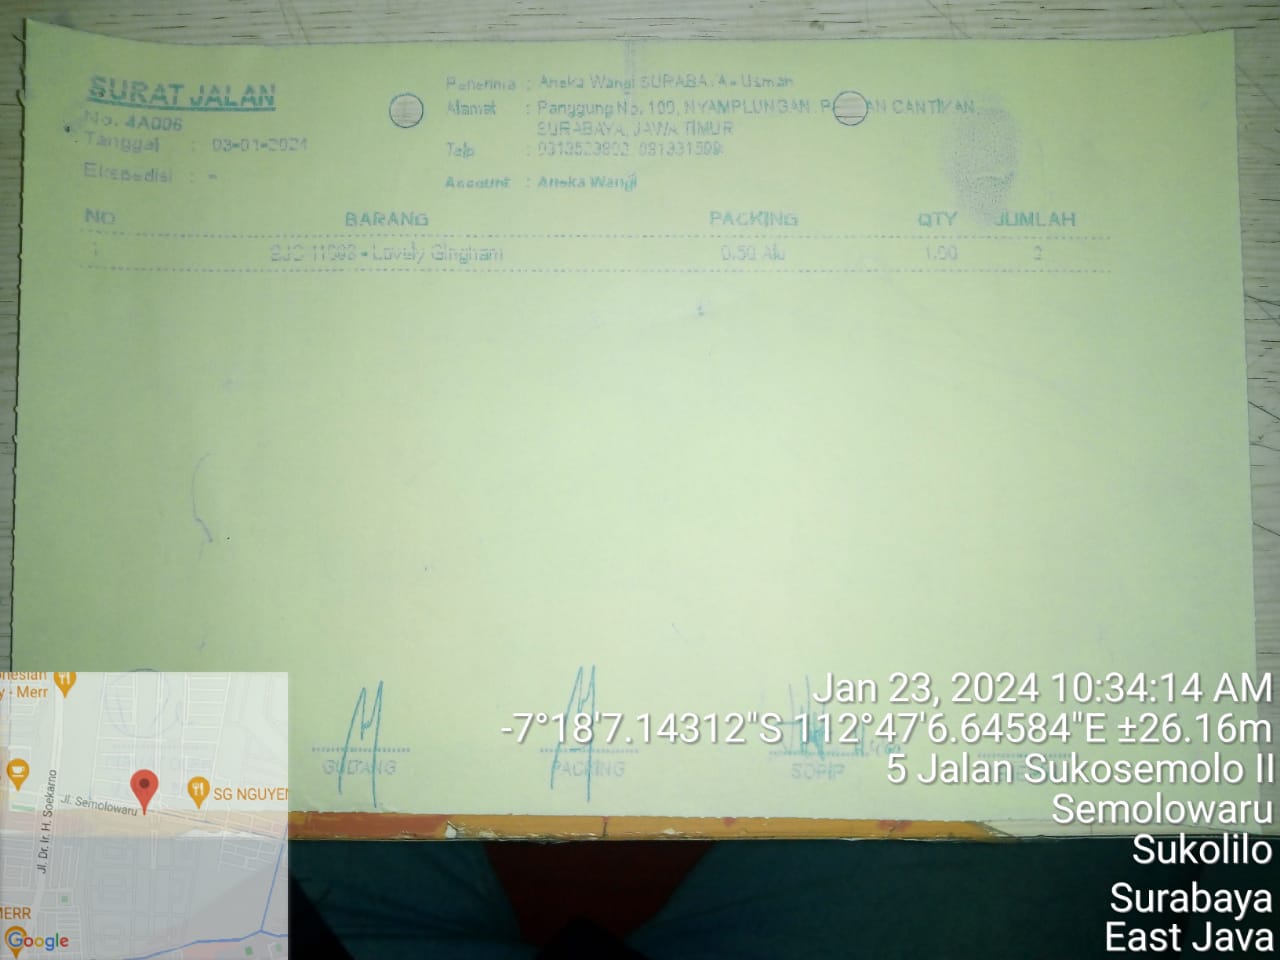 SURAT JALAN
No. 4A006
Tanggal : 03-01-2024
Ekspedisi : -
Penerima : Aneka Wangi SURABAYA - Usman
Alamat : Panggung No. 100, NYAMPLUNGAN, CANTIKAN,
SURABAYA, JAWA TIMUR
Telp :
Account : Aneka Wangi
NO BARANG PACKING QTY JUMLAH
1 - Lovely Gingham 0.50 Alu 1.00 2
GUDANG PACKING SOPIR
Jan 23, 2024 10:34:14 AM
-7°18'7.14312"S 112°47'6.64584"E ±26.16m
5 Jalan Sukosemolo II
Semolowaru
Sukolilo
Surabaya
East Java
y - Merr
Jl. Dr. Ir. H. Soekarno
Jl. Semolowaru
SG NGUYEN
MERR
Google